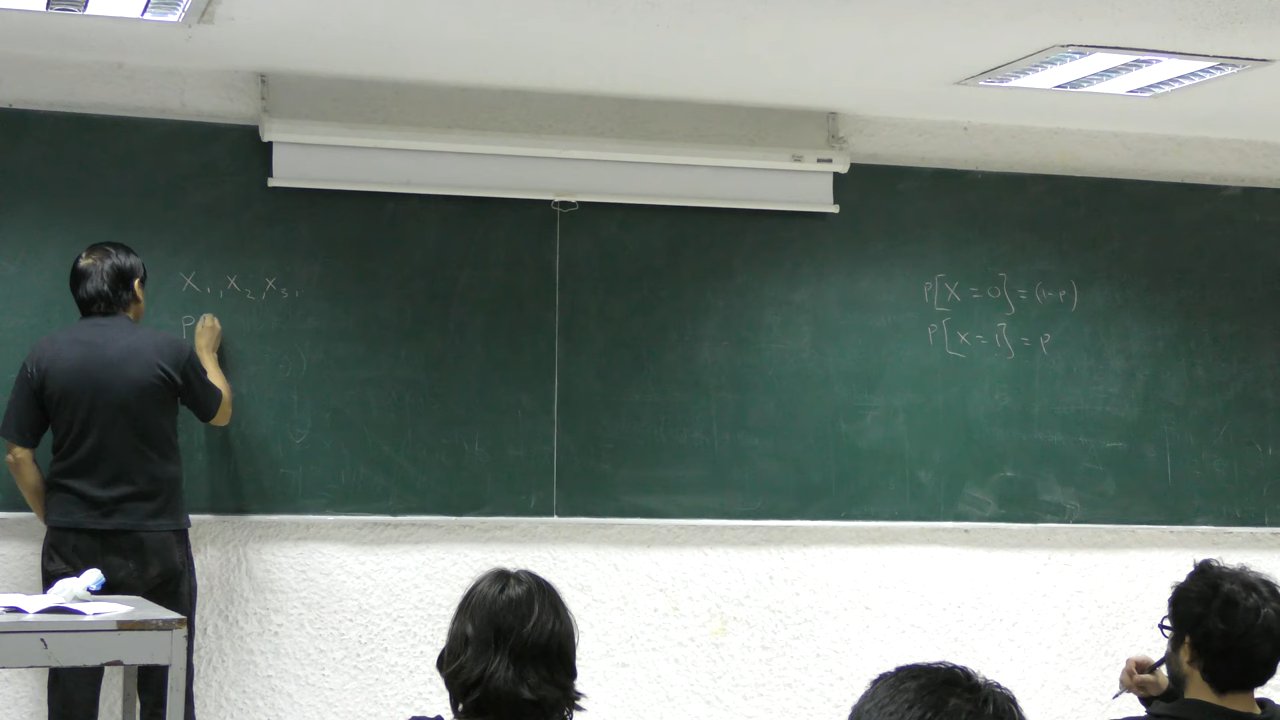 X₁, X₂, X₃,
P
P[X = 0] = (1-P)
P[X = 1] = P